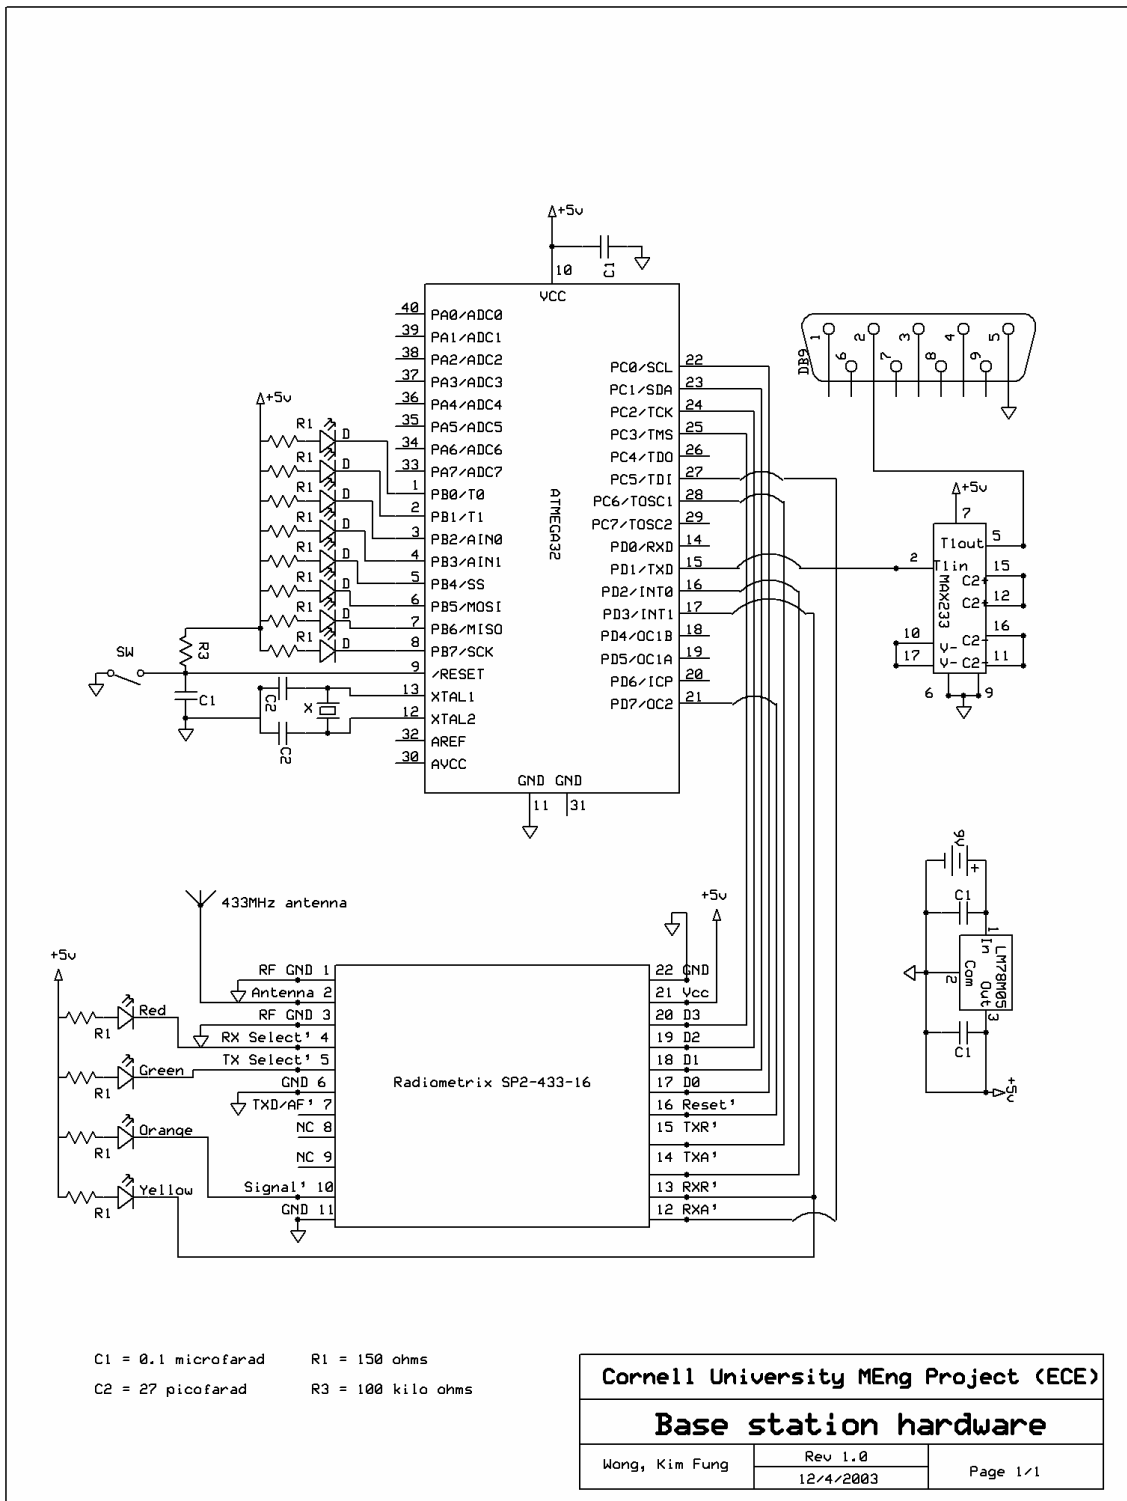 +5v
10
C1
VCC
40 PA0/ADC0
39 PA1/ADC1
38 PA2/ADC2
37 PA3/ADC3
36 PA4/ADC4
35 PA5/ADC5
34 PA6/ADC6
33 PA7/ADC7
1 PB0/T0
2 PB1/T1
3 PB2/AIN0
4 PB3/AIN1
5 PB4/SS
6 PB5/MOSI
7 PB6/MISO
8 PB7/SCK
9 /RESET
13 XTAL1
12 XTAL2
32 AREF
30 AVCC
ATMEGA32
PC0/SCL 22
PC1/SDA 23
PC2/TCK 24
PC3/TMS 25
PC4/TDO 26
PC5/TDI 27
PC6/TOSC1 28
PC7/TOSC2 29
PD0/RXD 14
PD1/TXD 15
PD2/INT0 16
PD3/INT1 17
PD4/OC1B 18
PD5/OC1A 19
PD6/ICP 20
PD7/OC2 21
GND GND
11 31
+5v
R1 D
R1 D
R1 D
R1 D
R1 D
R1 D
R1 D
R1 D
SW
R3
C1
C2
X
C2
DB9
1 2 3 4 5
6 7 8 9
+5v
7
T1out 5
2 T1in
MAX233
C2+ 15
C2+ 12
C2- 16
C2- 11
10 V-
17 V-
6 9
9V
+
C1
1
In
LM78M05
Com
2
Out
3
C1
+5v
433MHz antenna
+5v
+5v
RF GND 1
Antenna 2
RF GND 3
RX Select' 4
TX Select' 5
GND 6
TXD/AF' 7
NC 8
NC 9
Signal' 10
GND 11
Radiometrix SP2-433-16
22 GND
21 Vcc
20 D3
19 D2
18 D1
17 D0
16 Reset'
15 TXR'
14 TXA'
13 RXR'
12 RXA'
R1 Red
R1 Green
R1 Orange
R1 Yellow
C1 = 0.1 microfarad R1 = 150 ohms
C2 = 27 picofarad R3 = 100 kilo ohms
Cornell University MEng Project (ECE)
Base station hardware
Wong, Kim Fung
Rev 1.0
12/4/2003
Page 1/1